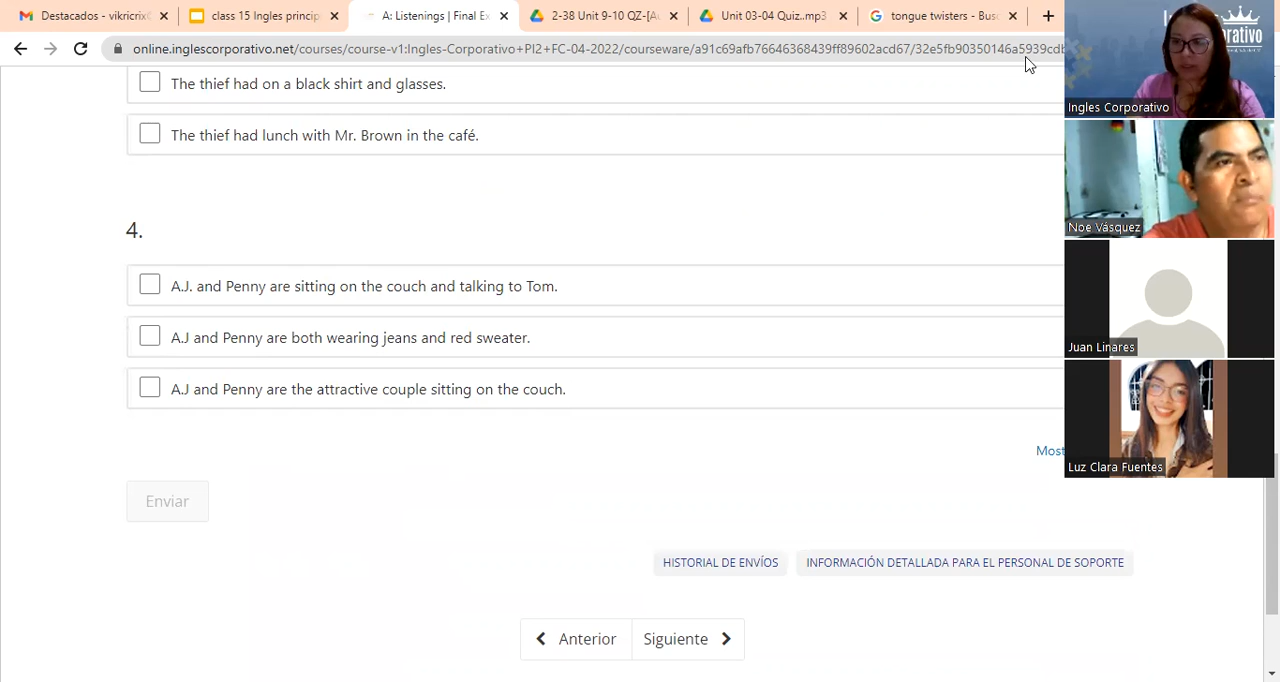 Destacados - vikricrix
class 15 Ingles princip
A: Listenings | Final Ex
2-38 Unit 9-10 QZ-[Au
Unit 03-04 Quiz..mp3
tongue twisters - Bus
online.inglescorporativo.net/courses/course-v1:Ingles-Corporativo+PI2+FC-04-2022/courseware/a91c69afb76646368439ff89602acd67/32e5fb90350146a5939cdb
Ingles Corporativo
The thief had on a black shirt and glasses.
The thief had lunch with Mr. Brown in the café.
Noe Vásquez
4.
A.J. and Penny are sitting on the couch and talking to Tom.
A.J and Penny are both wearing jeans and red sweater.
Juan Linares
A.J and Penny are the attractive couple sitting on the couch.
Most
Luz Clara Fuentes
Enviar
HISTORIAL DE ENVÍOS
INFORMACIÓN DETALLADA PARA EL PERSONAL DE SOPORTE
Anterior
Siguiente